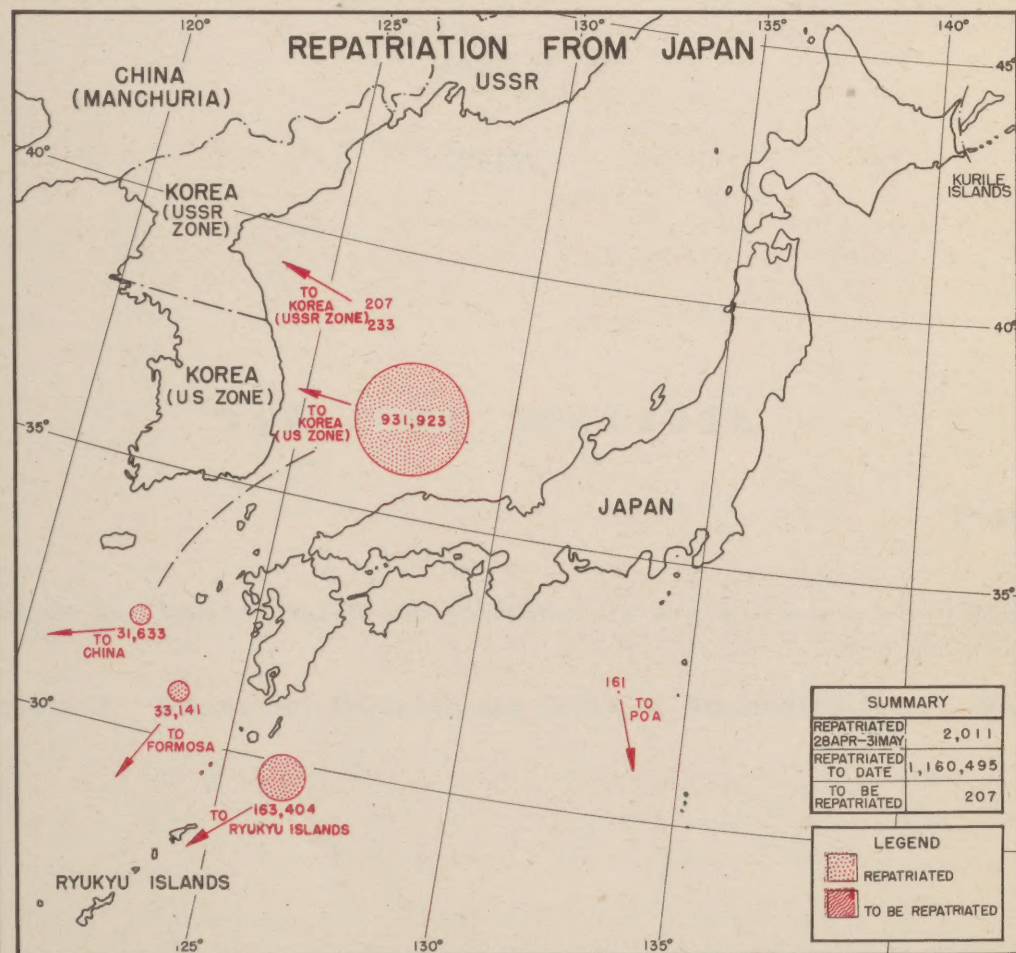 120°
130°
135°
140°
REPATRIATION FROM JAPAN
45°
CHINA
(MANCHURIA)
125°
USSR
40°
KOREA
(USSR
ZONE)
KURILE
ISLANDS
TO
KOREA
(USSR ZONE)
207
233
40°
KOREA
(US ZONE)
TO
KOREA
(US ZONE)
931,923
35°
JAPAN
35°
31,633
TO
CHINA
30°
33,141
TO
FORMOSA
161
TO
POA
TO
163,404
RYUKYU ISLANDS
RYUKYU ISLANDS
SUMMARY
REPATRIATED
28APR-31MAY
2,011
REPATRIATED
TO DATE
1,160,495
TO BE
REPATRIATED
207
LEGEND
REPATRIATED
TO BE REPATRIATED
125°
130°
135°